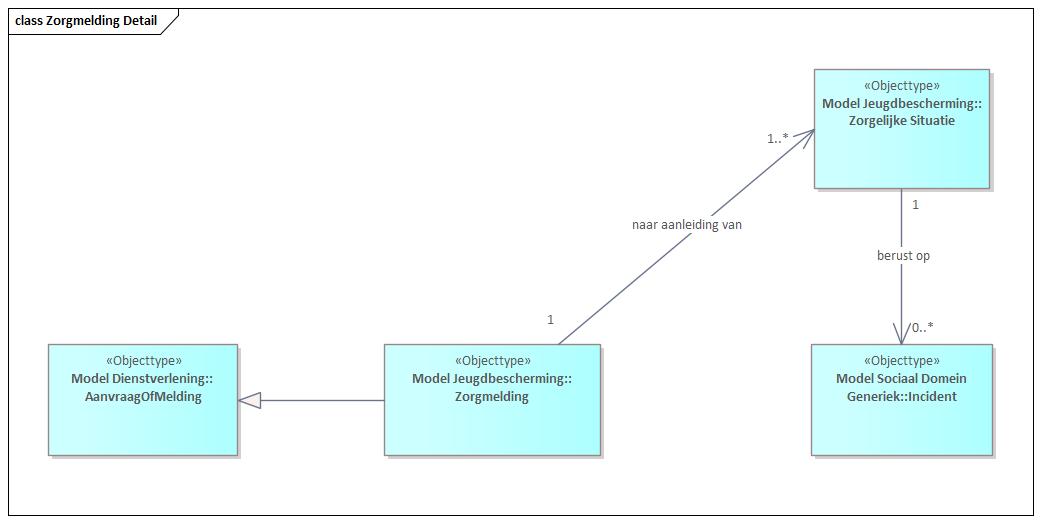 class Zorgmelding Detail
«Objecttype»
Model Jeugdbescherming::
Zorgelijke Situatie
1..*
1
naar aanleiding van
berust op
1
0..*
«Objecttype»
Model Dienstverlening::
AanvraagOfMelding
«Objecttype»
Model Jeugdbescherming::
Zorgmelding
«Objecttype»
Model Sociaal Domein
Generiek::Incident